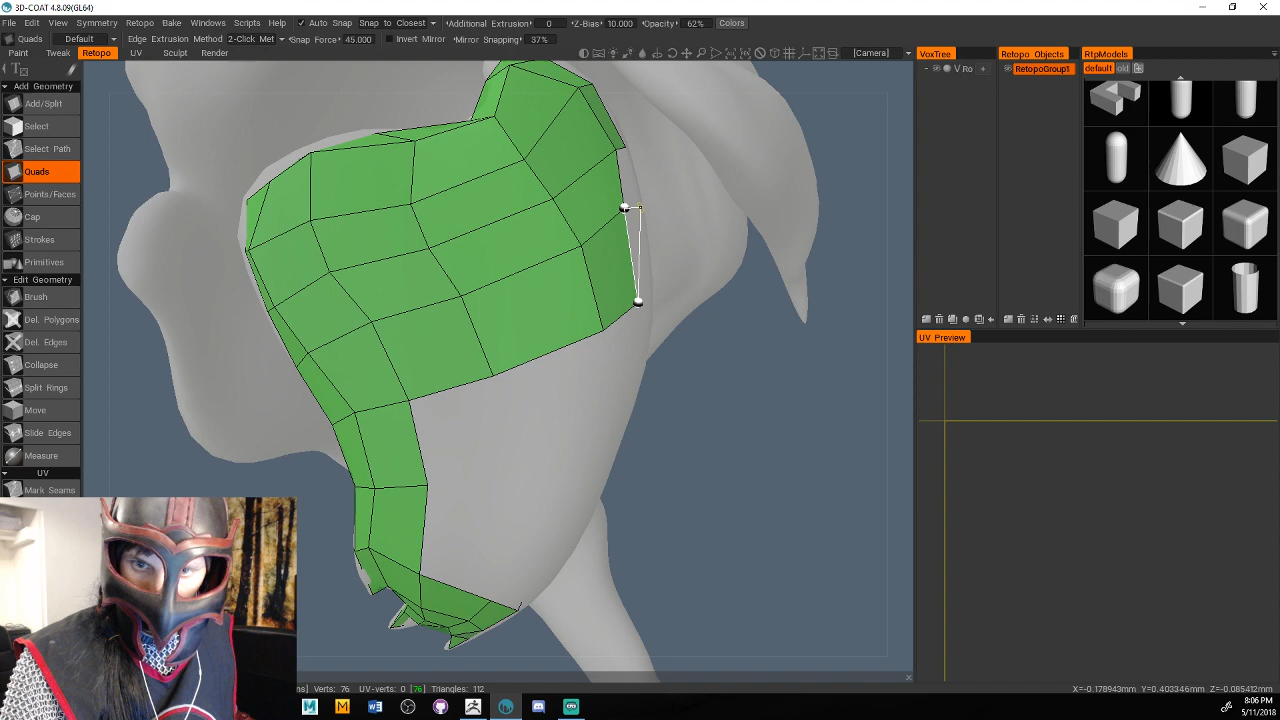 3D-COAT 4.8.09(GL64)
File Edit View Symmetry Retopo Bake Windows Scripts Help Auto Snap Snap to Closest Additional Extrusion 0 Z-Bias 10.000 Opacity 62% Colors
Quads Default Edge Extrusion Method 2-Click Met Snap Force 45.000 Invert Mirror Mirror Snapping 37%
Paint Tweak Retopo UV Sculpt Render [Camera] VoxTree Retopo Objects RtpModels
V Ro + RetopoGroup1 default old
Add Geometry
Add/Split
Select
Select Path
Quads
Points/Faces
Cap
Strokes
Primitives
Edit Geometry
Brush
Del. Polygons
Del. Edges
Collapse
Split Rings
Move
Slide Edges
Measure
UV
Mark Seams
UV Preview
Verts: 76 UV-verts: 0 [76] Triangles: 112
X=-0.178943mm Y=0.403346mm Z=-0.085412mm
8:06 PM
5/11/2018